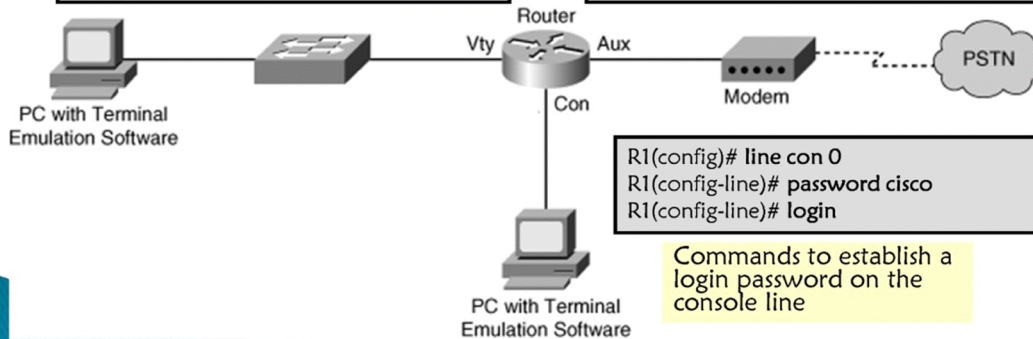 Router
Vty
Aux
PSTN
PC with Terminal
Emulation Software
Modem
Con
R1(config)# line con 0
R1(config-line)# password cisco
R1(config-line)# login
Commands to establish a
login password on the
console line
PC with Terminal
Emulation Software